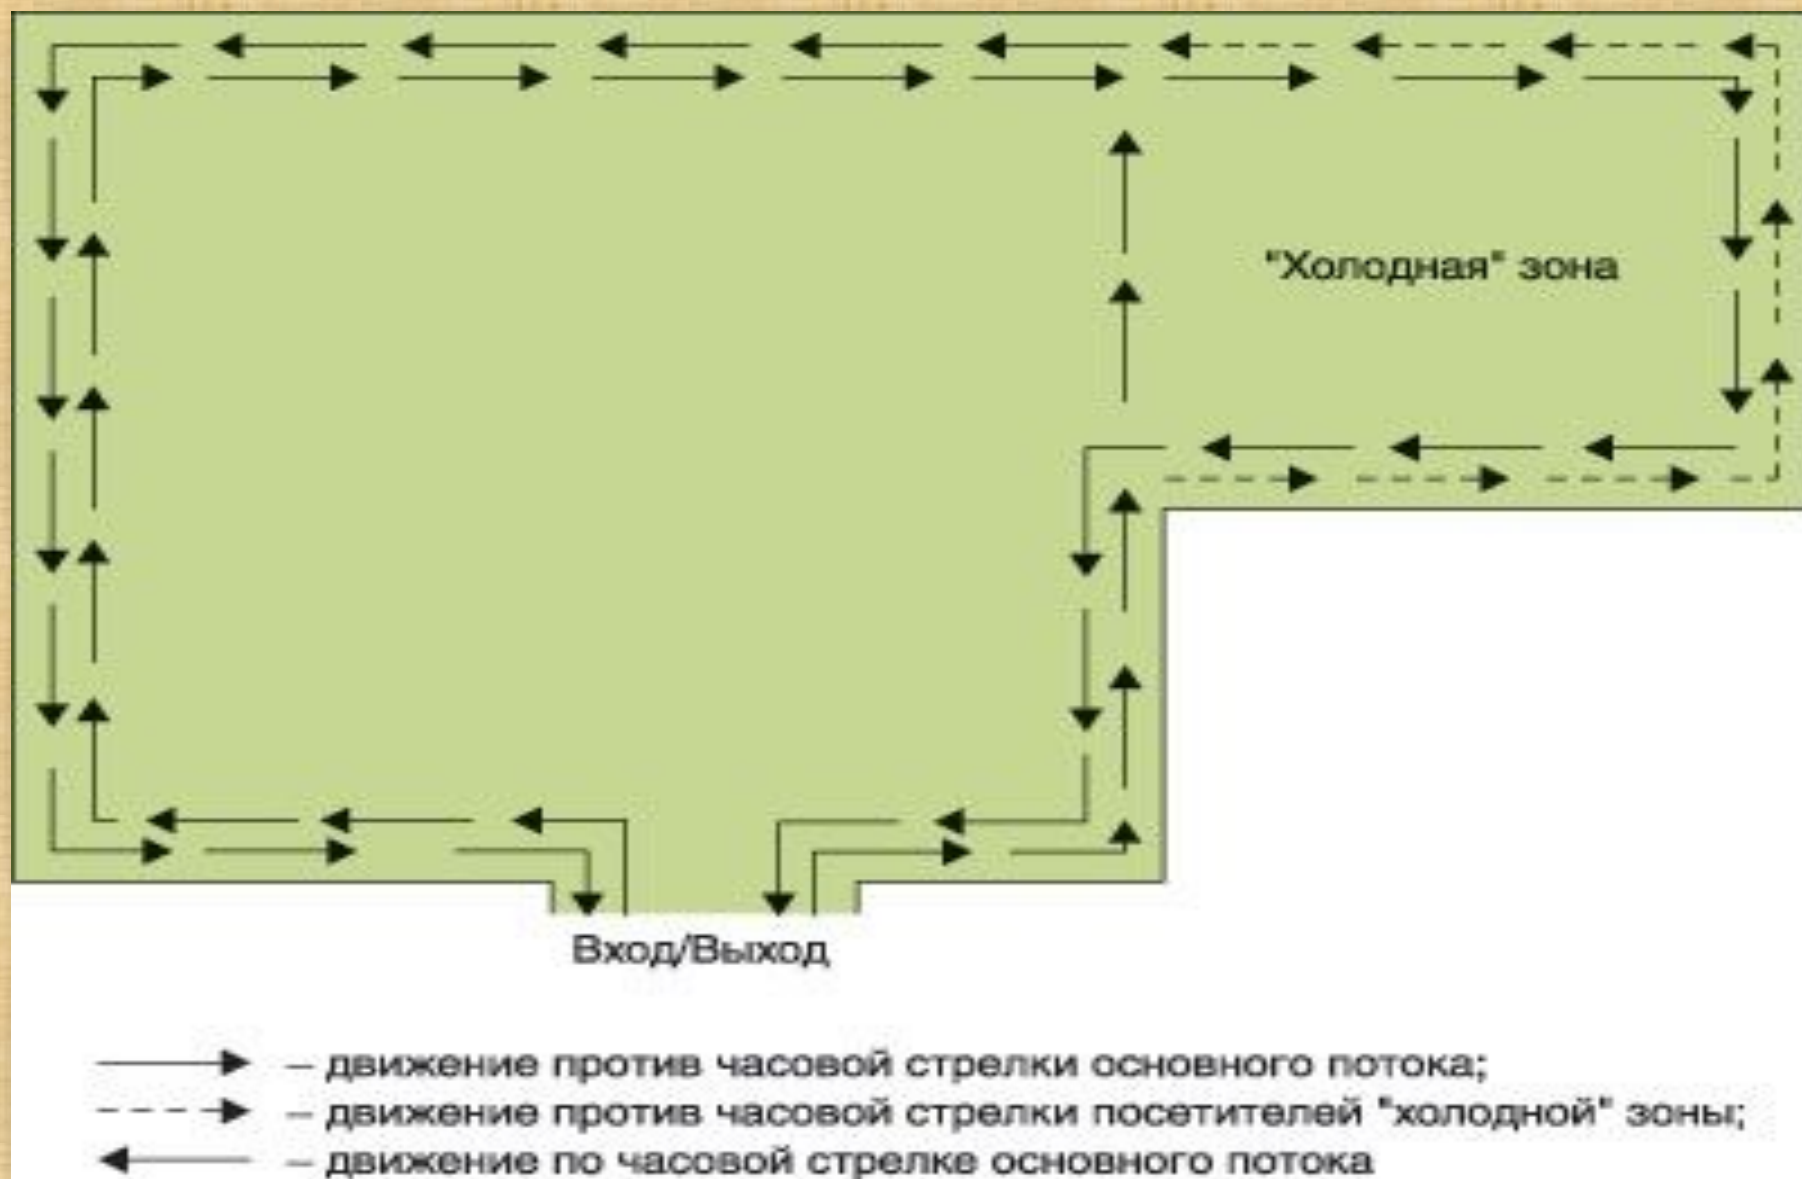 "Холодная" зона
Вход/Выход
– движение против часовой стрелки основного потока;
– движение против часовой стрелки посетителей "холодной" зоны;
– движение по часовой стрелке основного потока